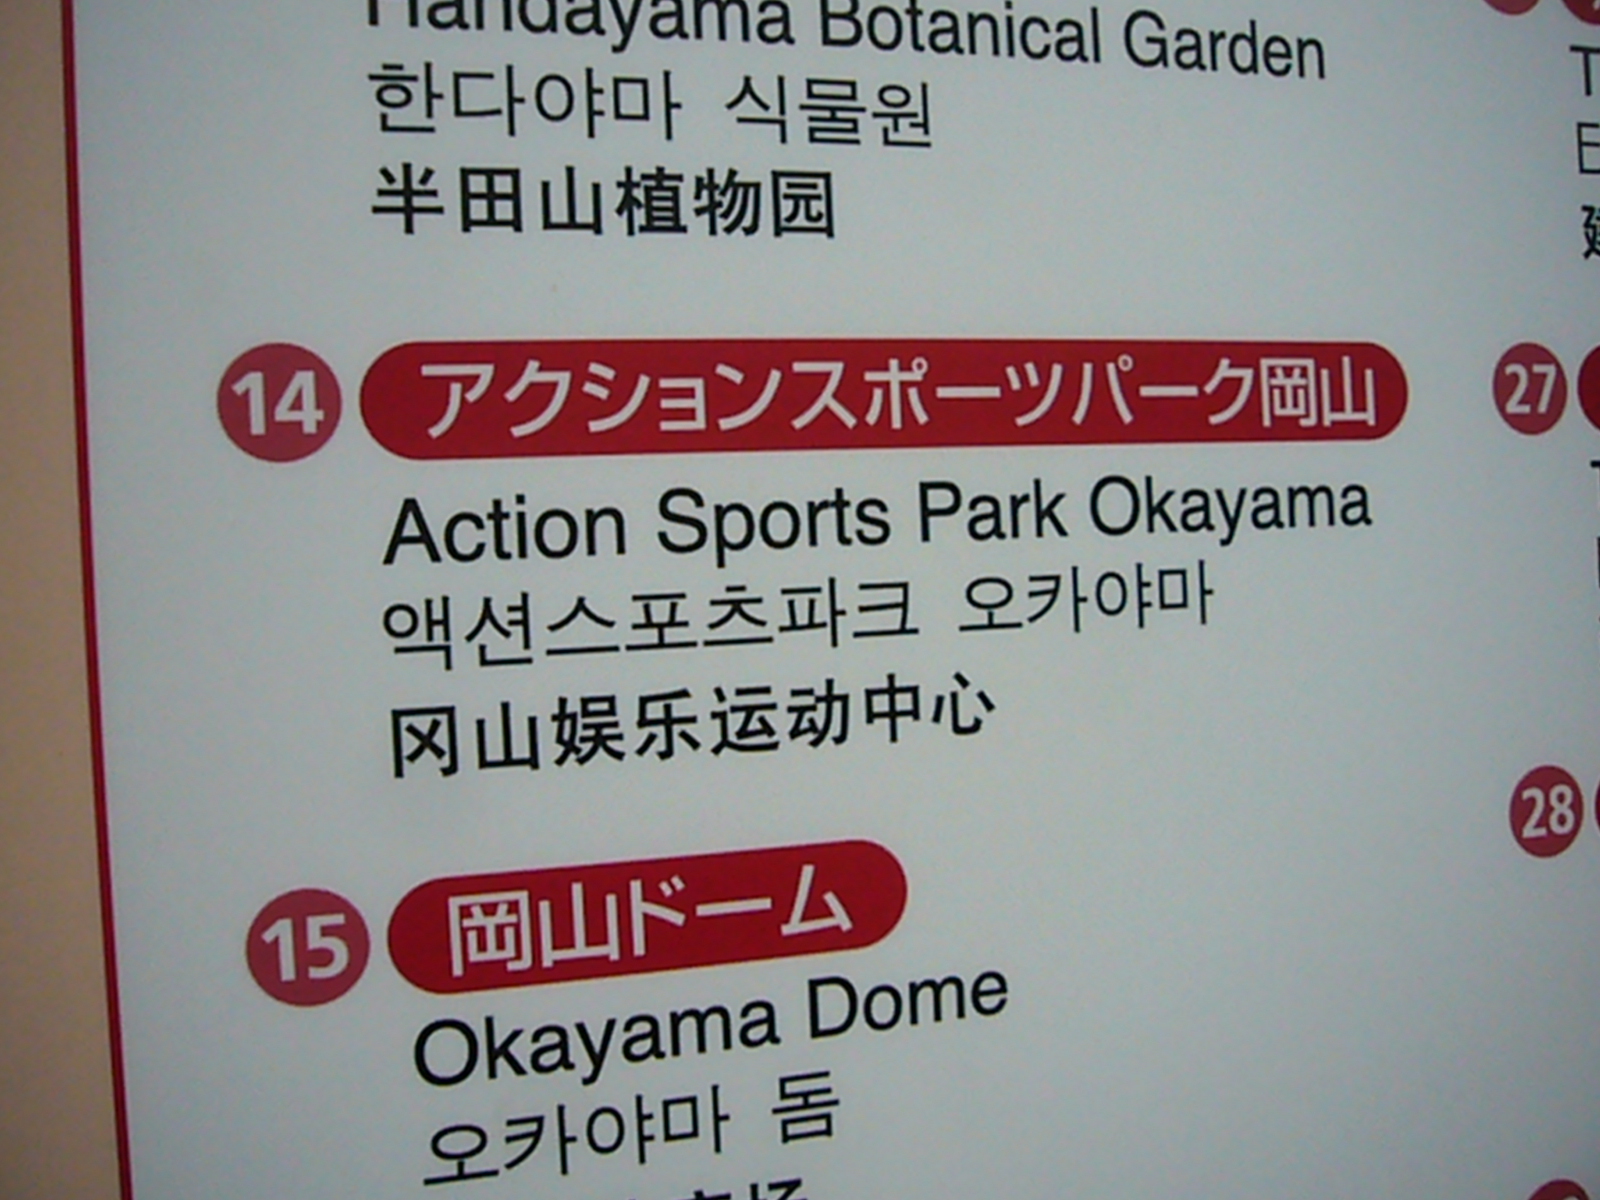 Handayama Botanical Garden
한다야마 식물원
半田山植物园
14 アクションスポーツパーク岡山
Action Sports Park Okayama
액션스포츠파크 오카야마
冈山娱乐运动中心
15 岡山ドーム
Okayama Dome
오카야마 돔
27
28